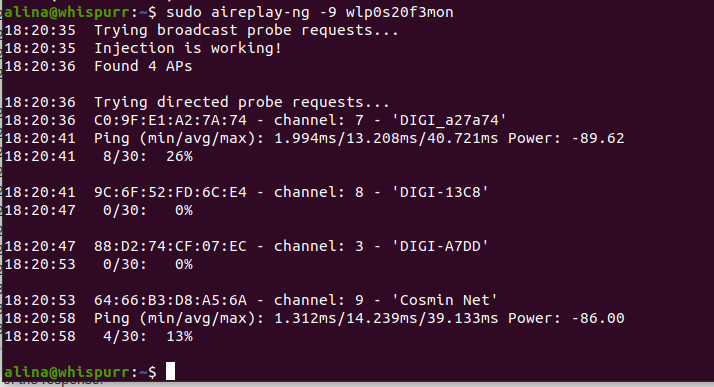 alina@whispurr:~$ sudo aireplay-ng -9 wlp0s20f3mon
18:20:35  Trying broadcast probe requests...
18:20:35  Injection is working!
18:20:36  Found 4 APs
18:20:36  Trying directed probe requests...
18:20:36  C0:9F:E1:A2:7A:74 - channel: 7 - 'DIGI_a27a74'
18:20:41  Ping (min/avg/max): 1.994ms/13.208ms/40.721ms Power: -89.62
18:20:41   8/30:  26%
18:20:41  9C:6F:52:FD:6C:E4 - channel: 8 - 'DIGI-13C8'
18:20:47   0/30:   0%
18:20:47  88:D2:74:CF:07:EC - channel: 3 - 'DIGI-A7DD'
18:20:53   0/30:   0%
18:20:53  64:66:B3:D8:A5:6A - channel: 9 - 'Cosmin Net'
18:20:58  Ping (min/avg/max): 1.312ms/14.239ms/39.133ms Power: -86.00
18:20:58   4/30:  13%
alina@whispurr:~$
of the response.